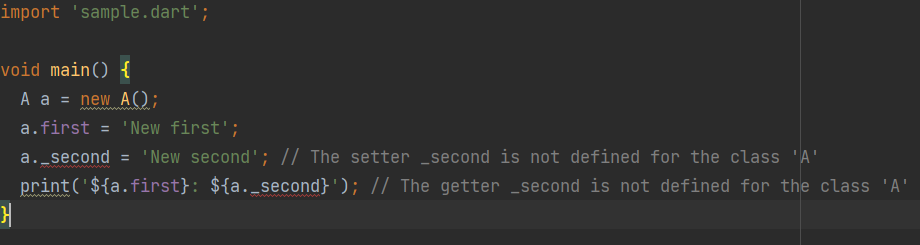 import 'sample.dart';
void main() {
A a = new A();
a.first = 'New first';
a._second = 'New second'; // The setter _second is not defined for the class 'A'
print('${a.first}: ${a._second}'); // The getter _second is not defined for the class 'A'
}